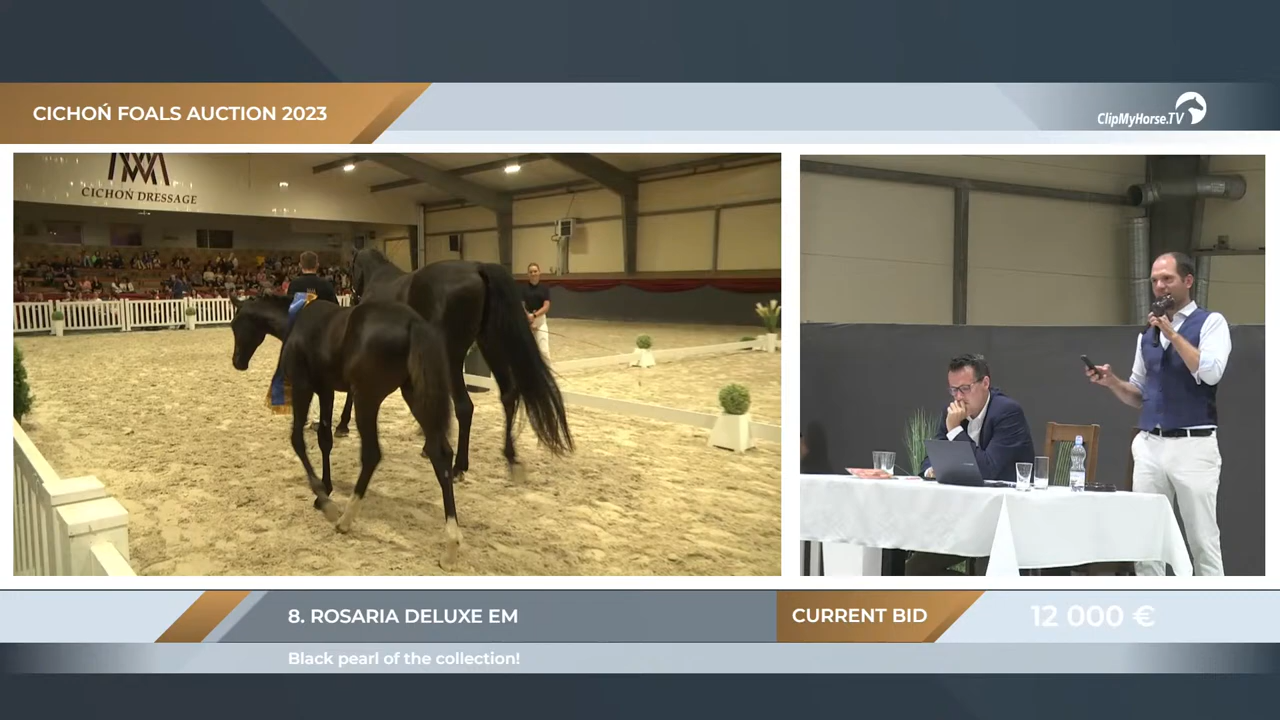 CICHOŃ FOALS AUCTION 2023
ClipMyHorse.TV
CICHOŃ DRESSAGE
8. ROSARIA DELUXE EM
CURRENT BID
12 000 €
Black pearl of the collection!